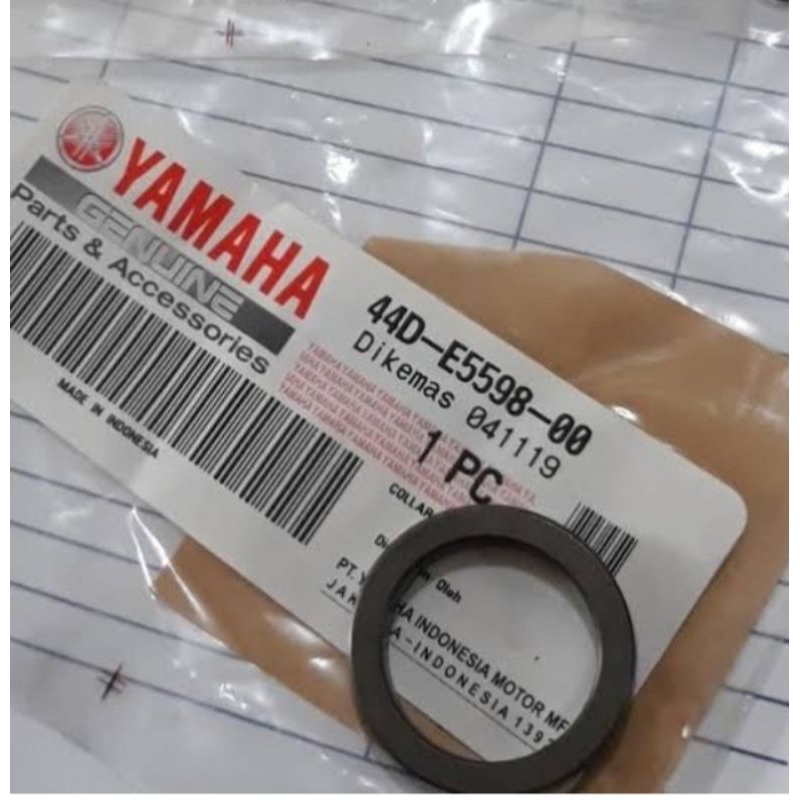 YAMAHA
GENUINE
Parts & Accessories
MADE IN INDONESIA
44D-E5598-00
Dikemas 041119
1 PC
COLLAR
Oleh
PT.
INDONESIA MOTOR
-INDONESIA